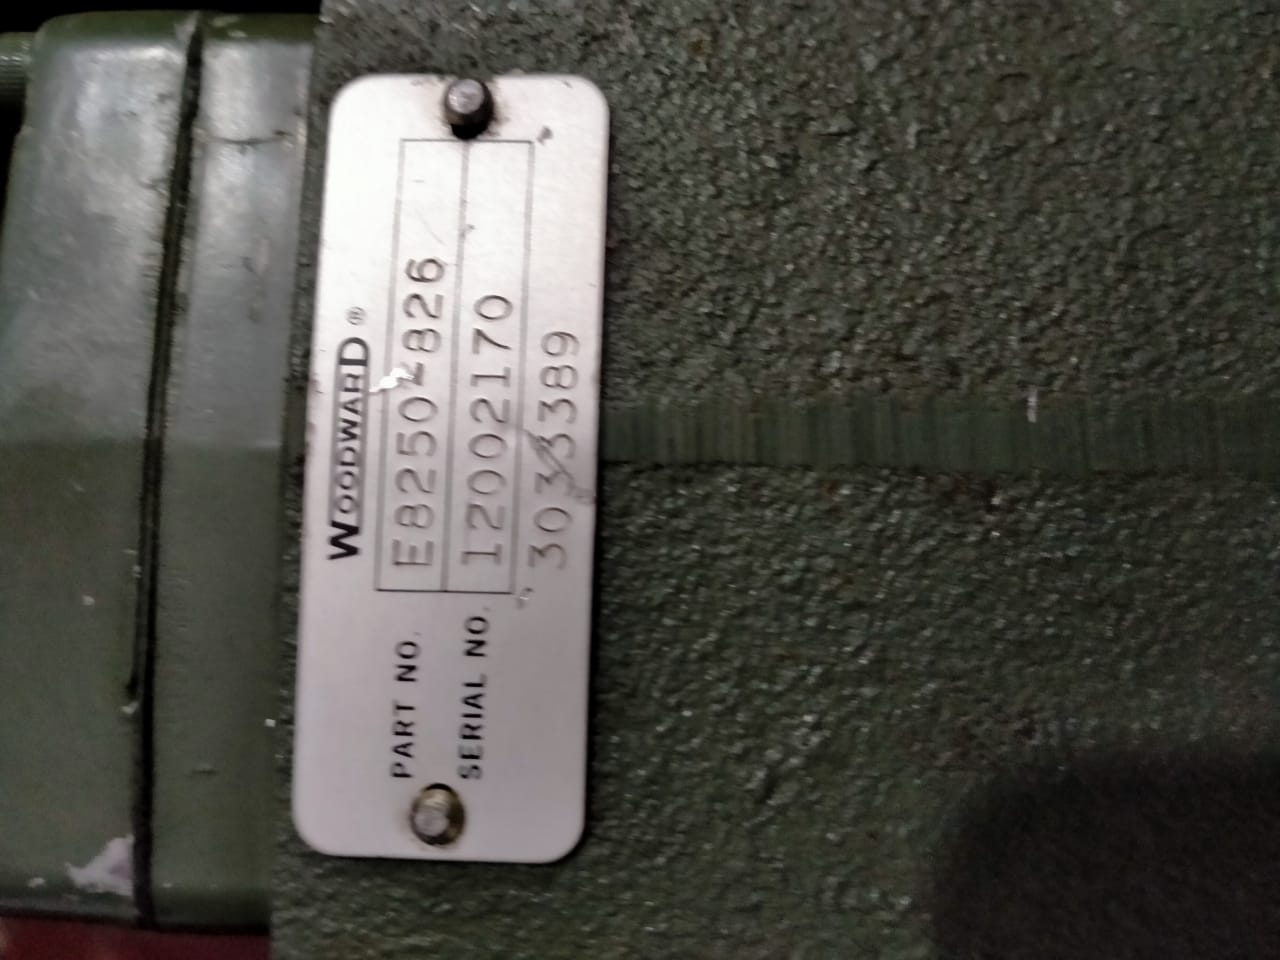 WOODWARD®
PART NO. E8250-826
SERIAL NO. 12002170
3033389